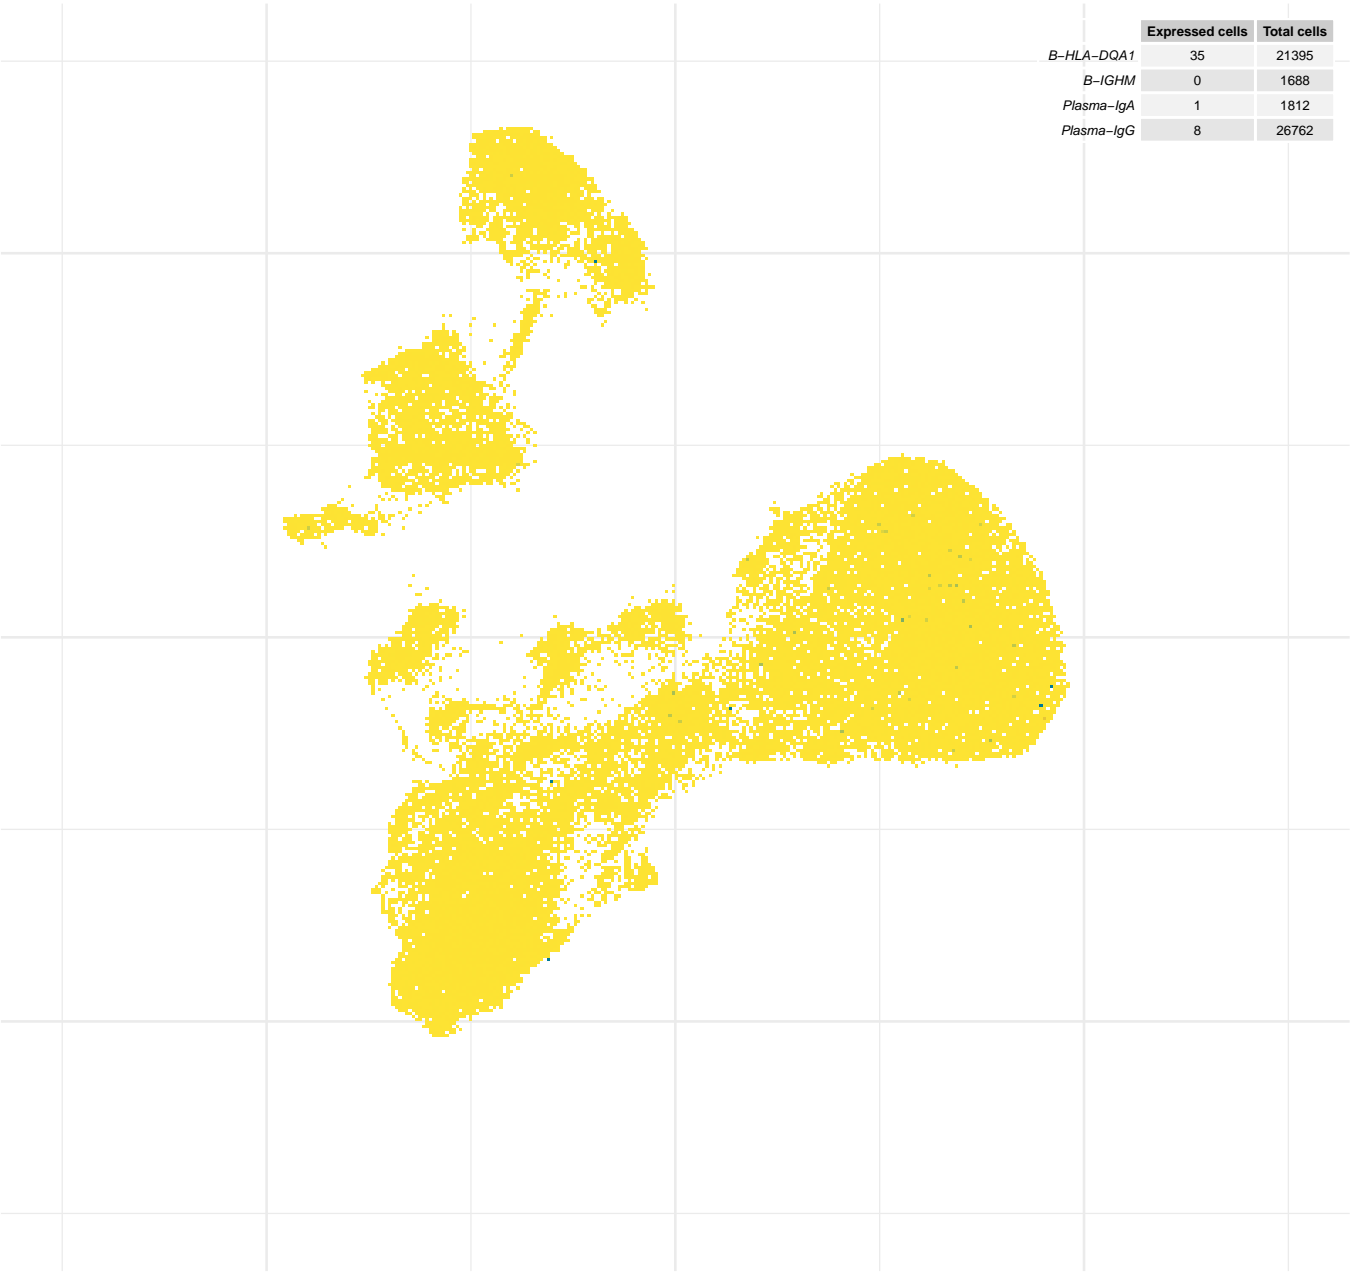 Expressed cells Total cells
B−HLA−DQA1 35 21395
B−IGHM 0 1688
Plasma−IgA 1 1812
Plasma−IgG 8 26762